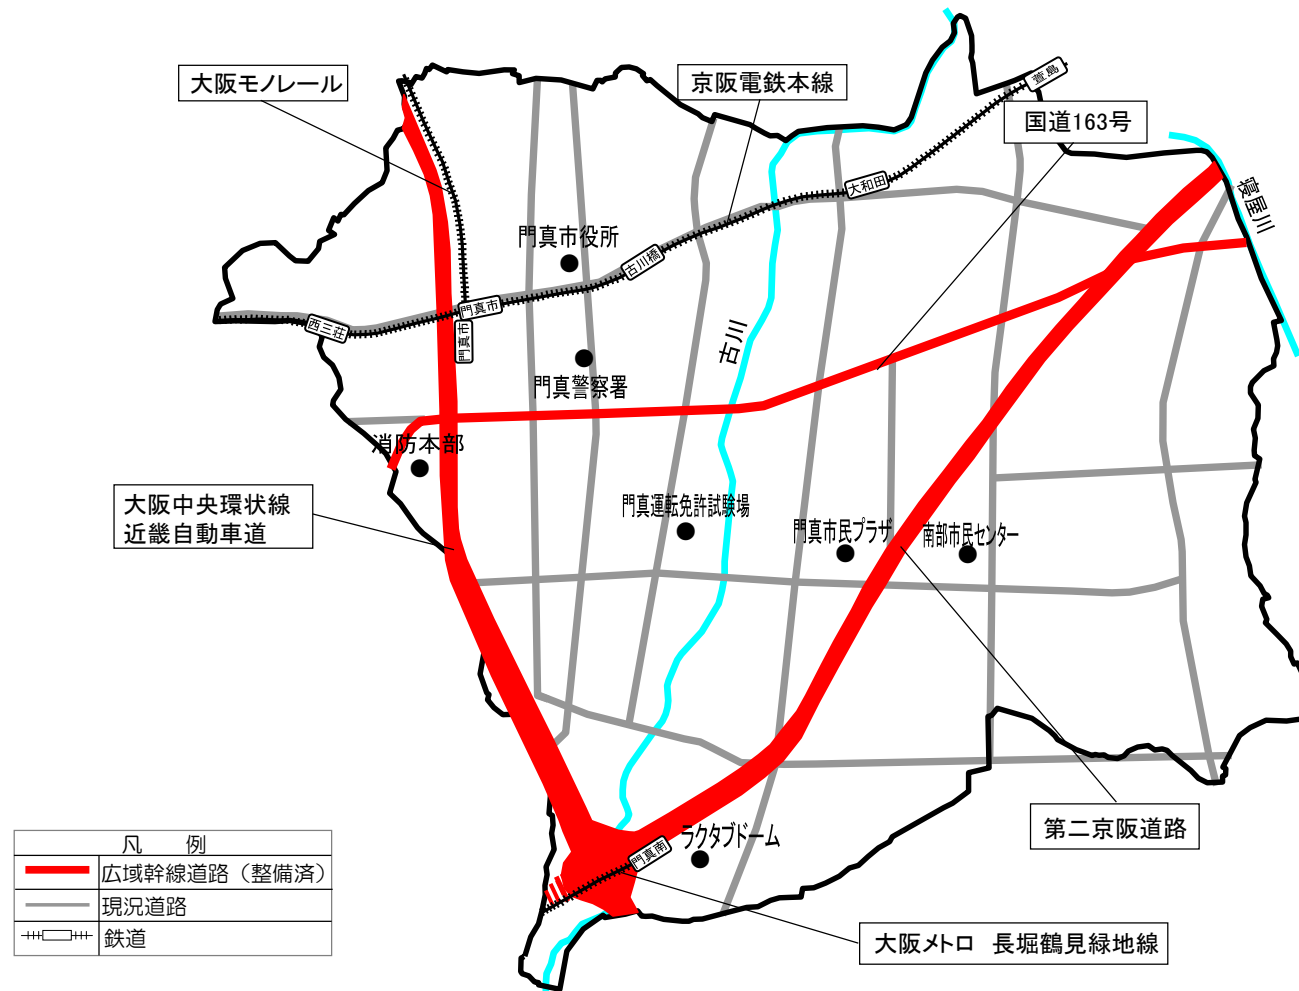 大阪モノレール
京阪電鉄本線
萱島
国道163号
大和田
寝屋川
門真市役所
古川橋
門真市
西三荘
門真市
古川
門真警察署
消防本部
大阪中央環状線
近畿自動車道
門真運転免許試験場
門真市民プラザ
南部市民センター
第二京阪道路
ラクタブドーム
門真南
大阪メトロ 長堀鶴見緑地線
凡 例
広域幹線道路（整備済）
現況道路
鉄道